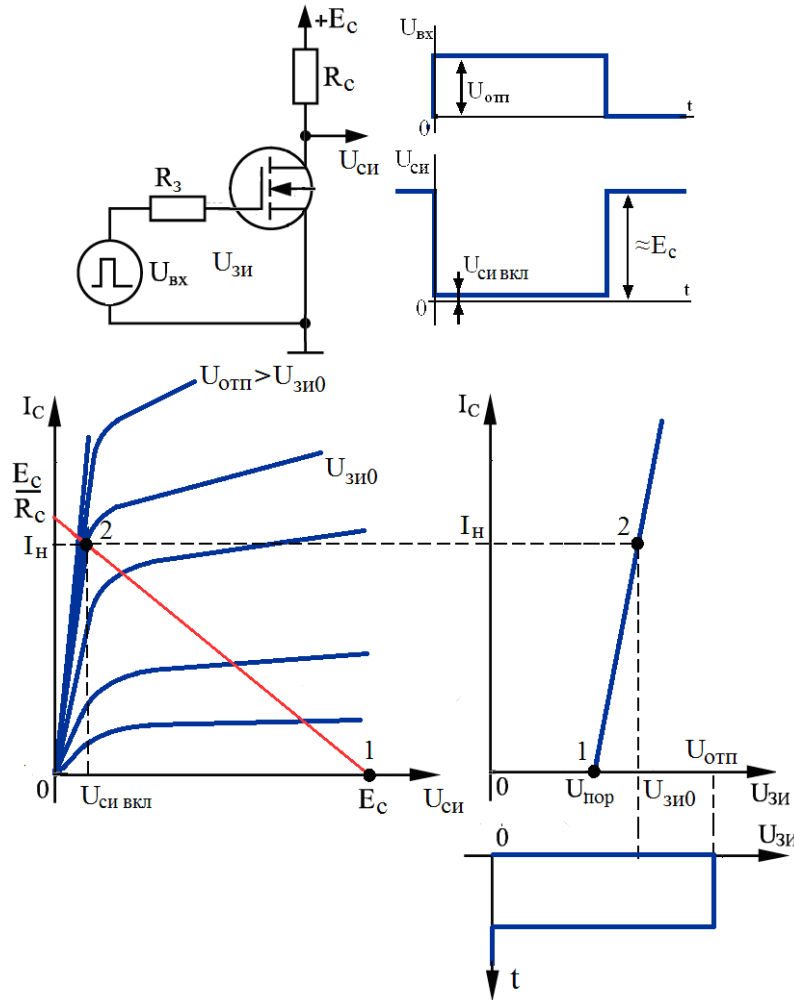 +Eс
Rс
Uси
Rз
Uзи
Uвх
Uвх
Uотп
t
0
Uси
Uси вкл
≈Eс
t
0
Uотп>Uзи0
Iс
Eс
Rс
Uзи0
2
Iн
1
0
Uси вкл
Eс
Uси
Iс
Iн
2
1
Uотп
0
Uпор
Uзи0
Uзи
0
Uзи
t